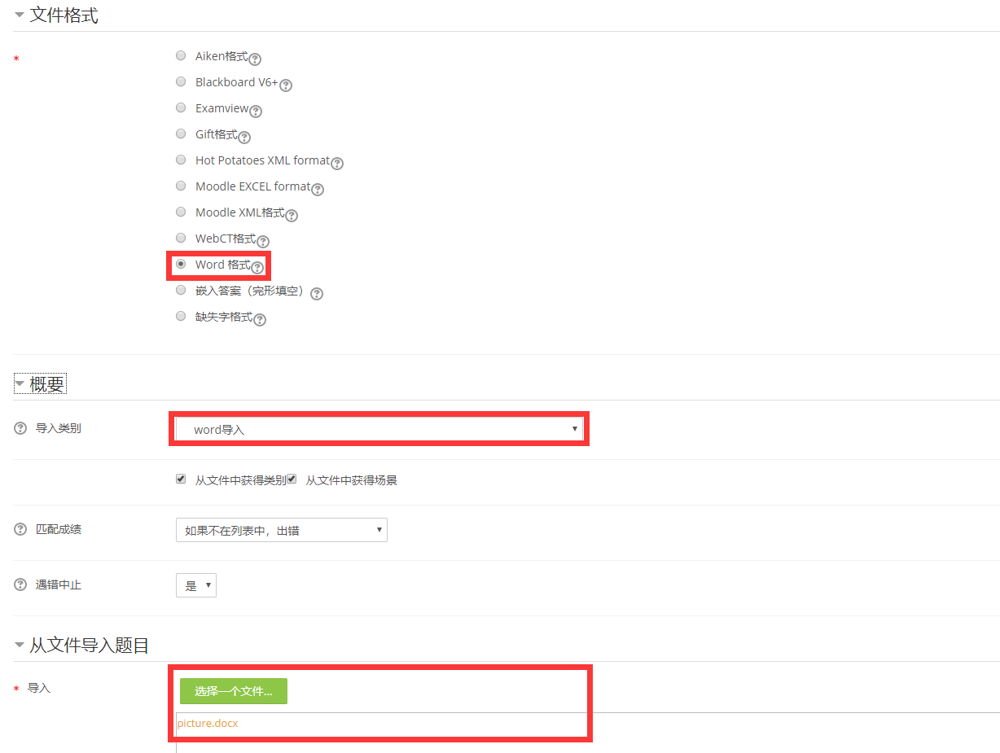 文件格式
*
Aiken格式
Blackboard V6+
Examview
Gift格式
Hot Potatoes XML format
Moodle EXCEL format
Moodle XML格式
WebCT格式
Word 格式
嵌入答案（完形填空）
缺失字格式
概要
导入类别 word导入
从文件中获得类别 从文件中获得场景
匹配成绩 如果不在列表中，出错
遇错中止 是
从文件导入题目
* 导入 选择一个文件...
picture.docx